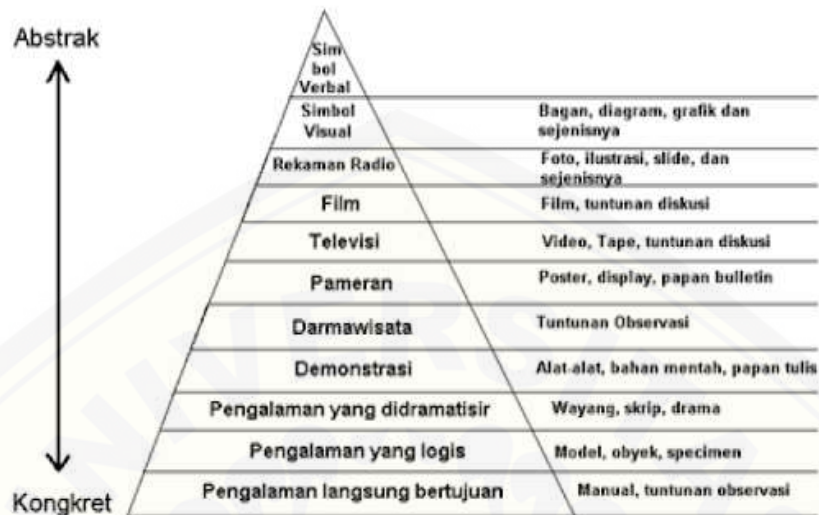 Abstrak
Sim
bol
Verbal
Simbol
Visual
Bagan, diagram, grafik dan
sejenisnya
Rekaman Radio
Foto, ilustrasi, slide, dan
sejenisnya
Film
Film, tuntunan diskusi
Televisi
Video, Tape, tuntunan diskusi
Pameran
Poster, display, papan bulletin
Darmawisata
Tuntunan Observasi
Demonstrasi
Alat-alat, bahan mentah, papan tulis
Pengalaman yang didramatisir
Wayang, skrip, drama
Pengalaman yang logis
Model, obyek, specimen
Kongkret
Pengalaman langsung bertujuan
Manual, tuntunan observasi